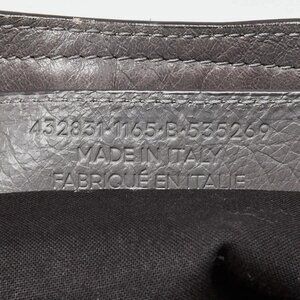 432831·1165·B·535269
MADE IN ITALY
FABRIQUÉ EN ITALIE